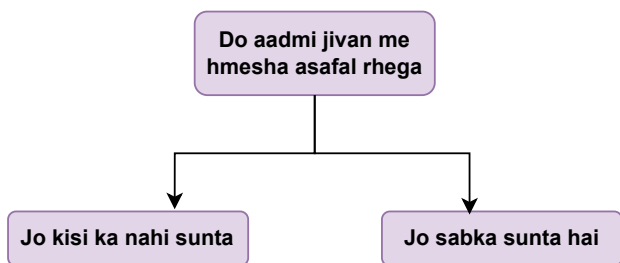 Do aadmi jivan me
hmesha asafal rhega
Jo kisi ka nahi sunta
Jo sabka sunta hai